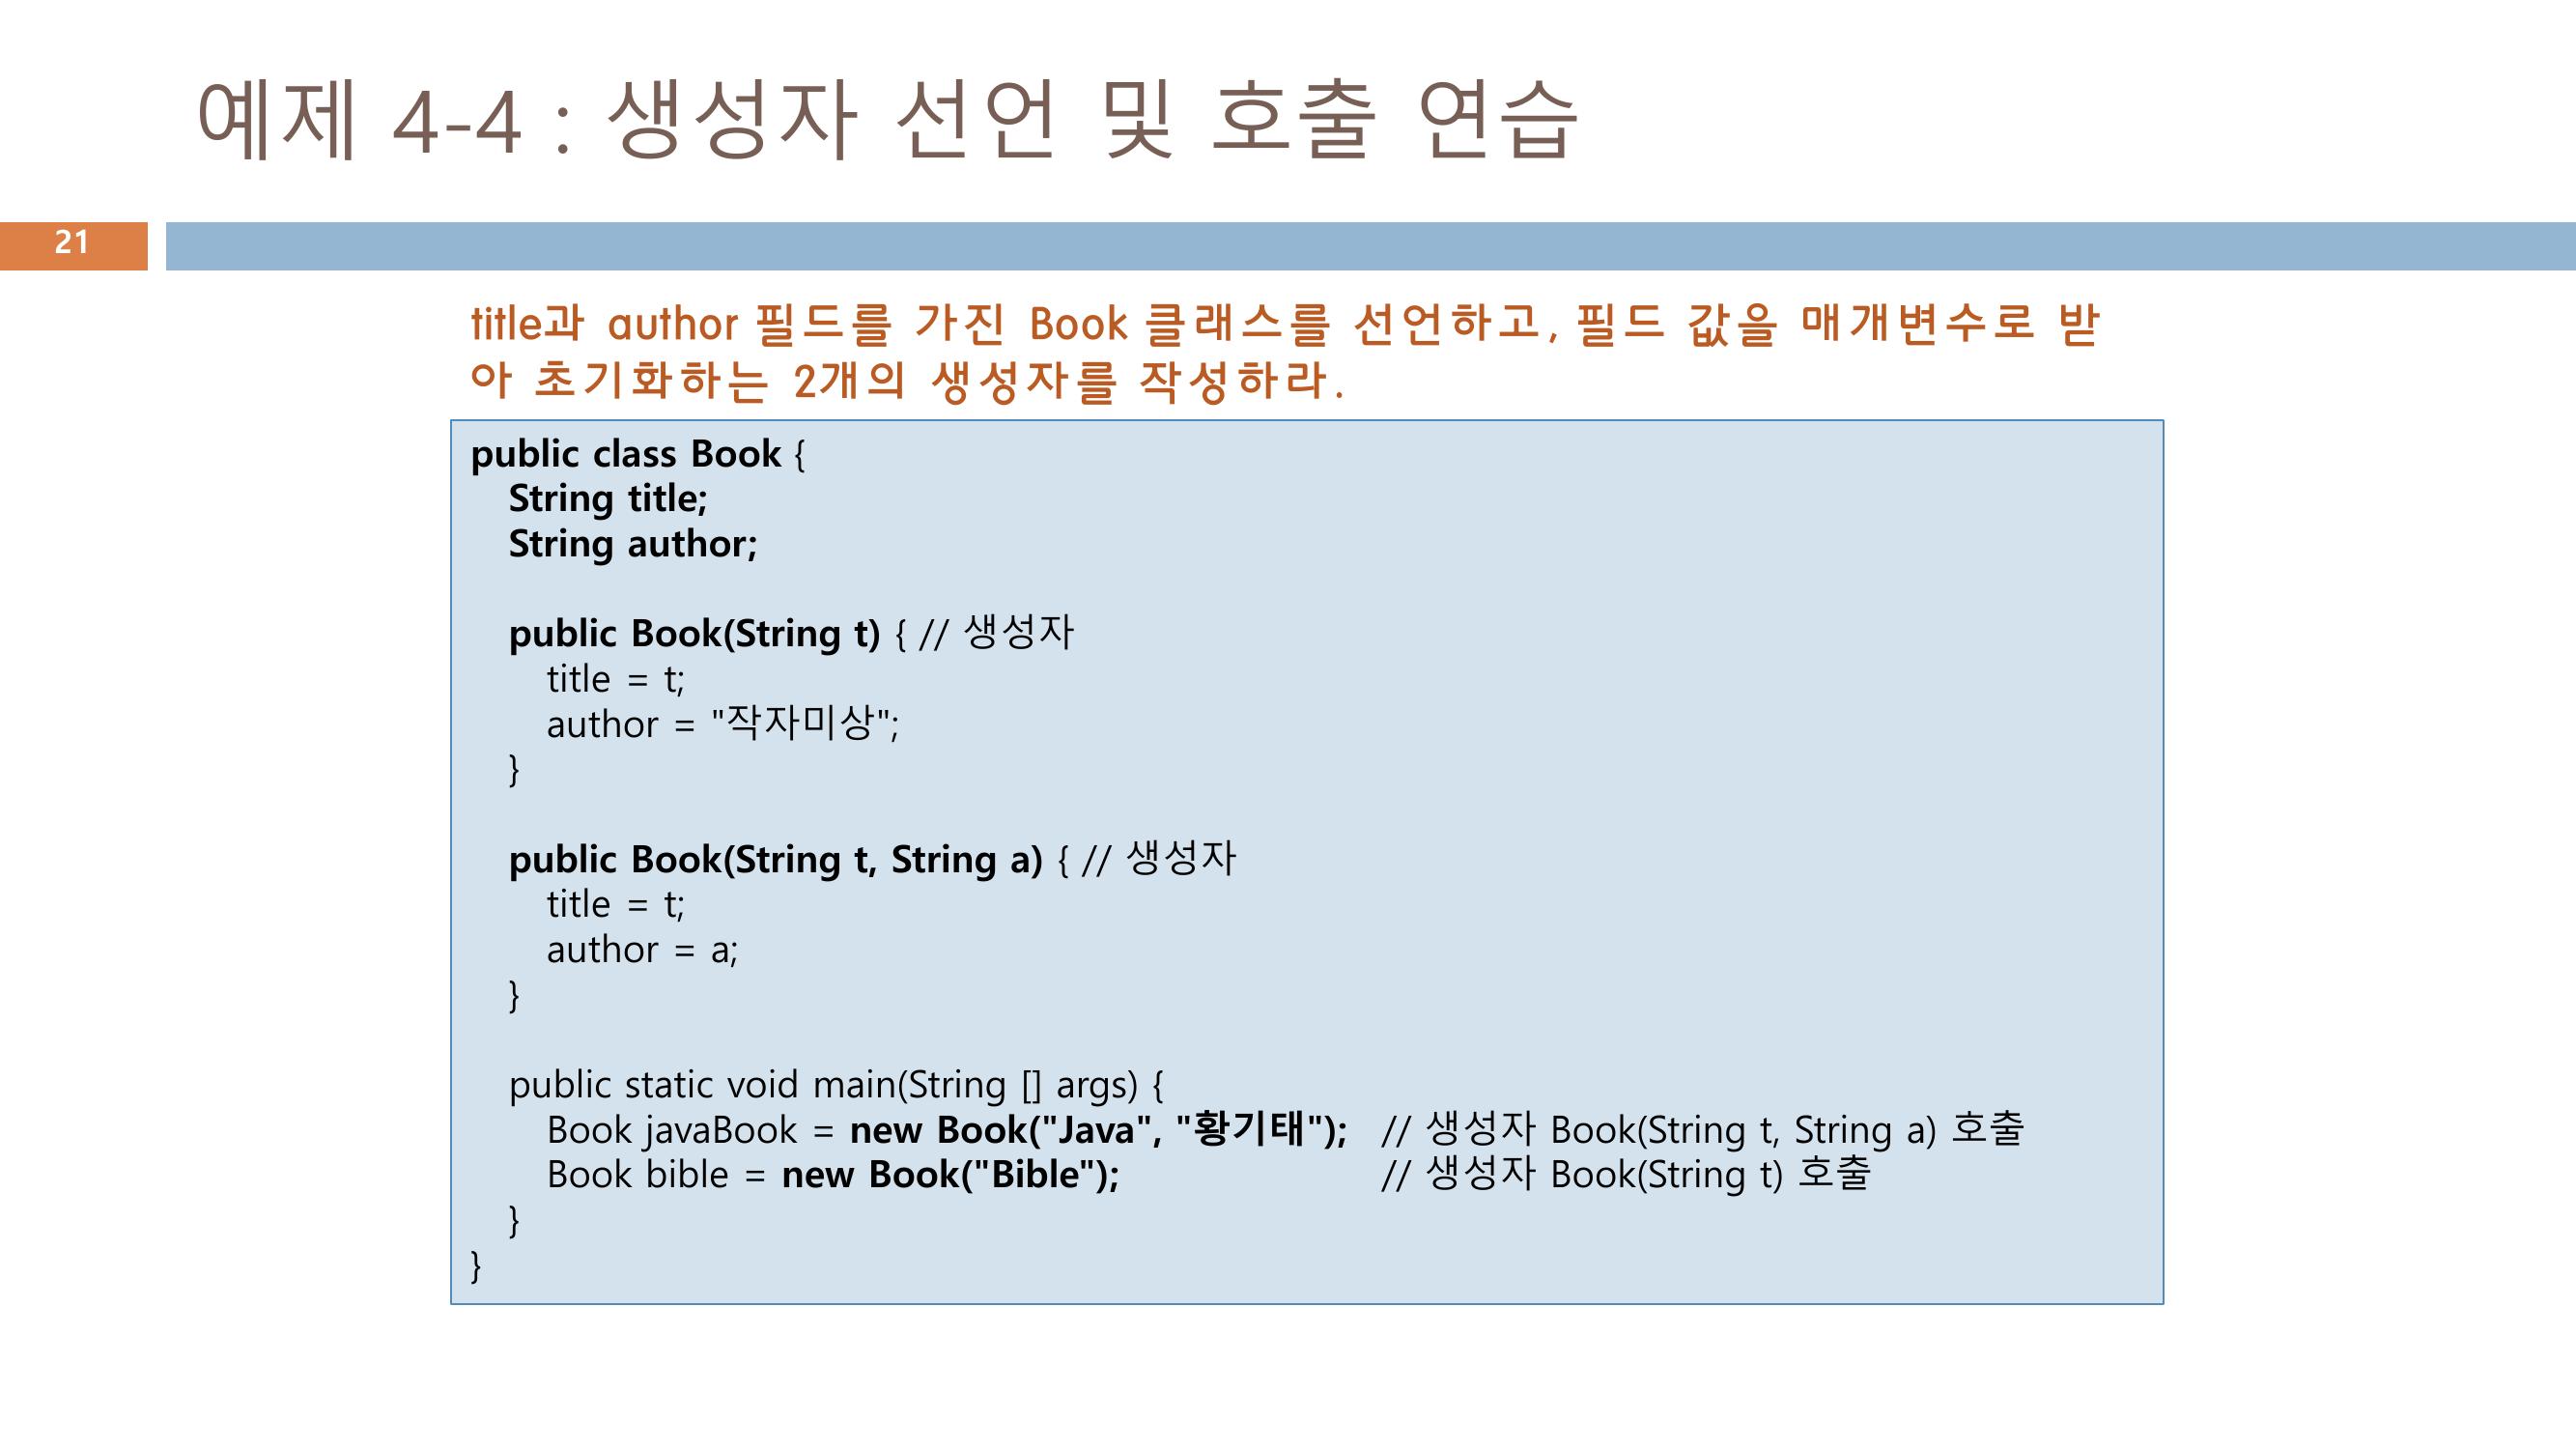 예제 4-4 : 생성자 선언 및 호출 연습
21
title과 author 필드를 가진 Book 클래스를 선언하고, 필드 값을 매개변수로 받
아 초기화하는 2개의 생성자를 작성하라.
public class Book {
String title;
String author;
public Book(String t) { // 생성자
title = t;
author = "작자미상";
}
public Book(String t, String a) { // 생성자
title = t;
author = a;
}
public static void main(String [] args) {
Book javaBook = new Book("Java", "황기태"); // 생성자 Book(String t, String a) 호출
Book bible = new Book("Bible"); // 생성자 Book(String t) 호출
}
}